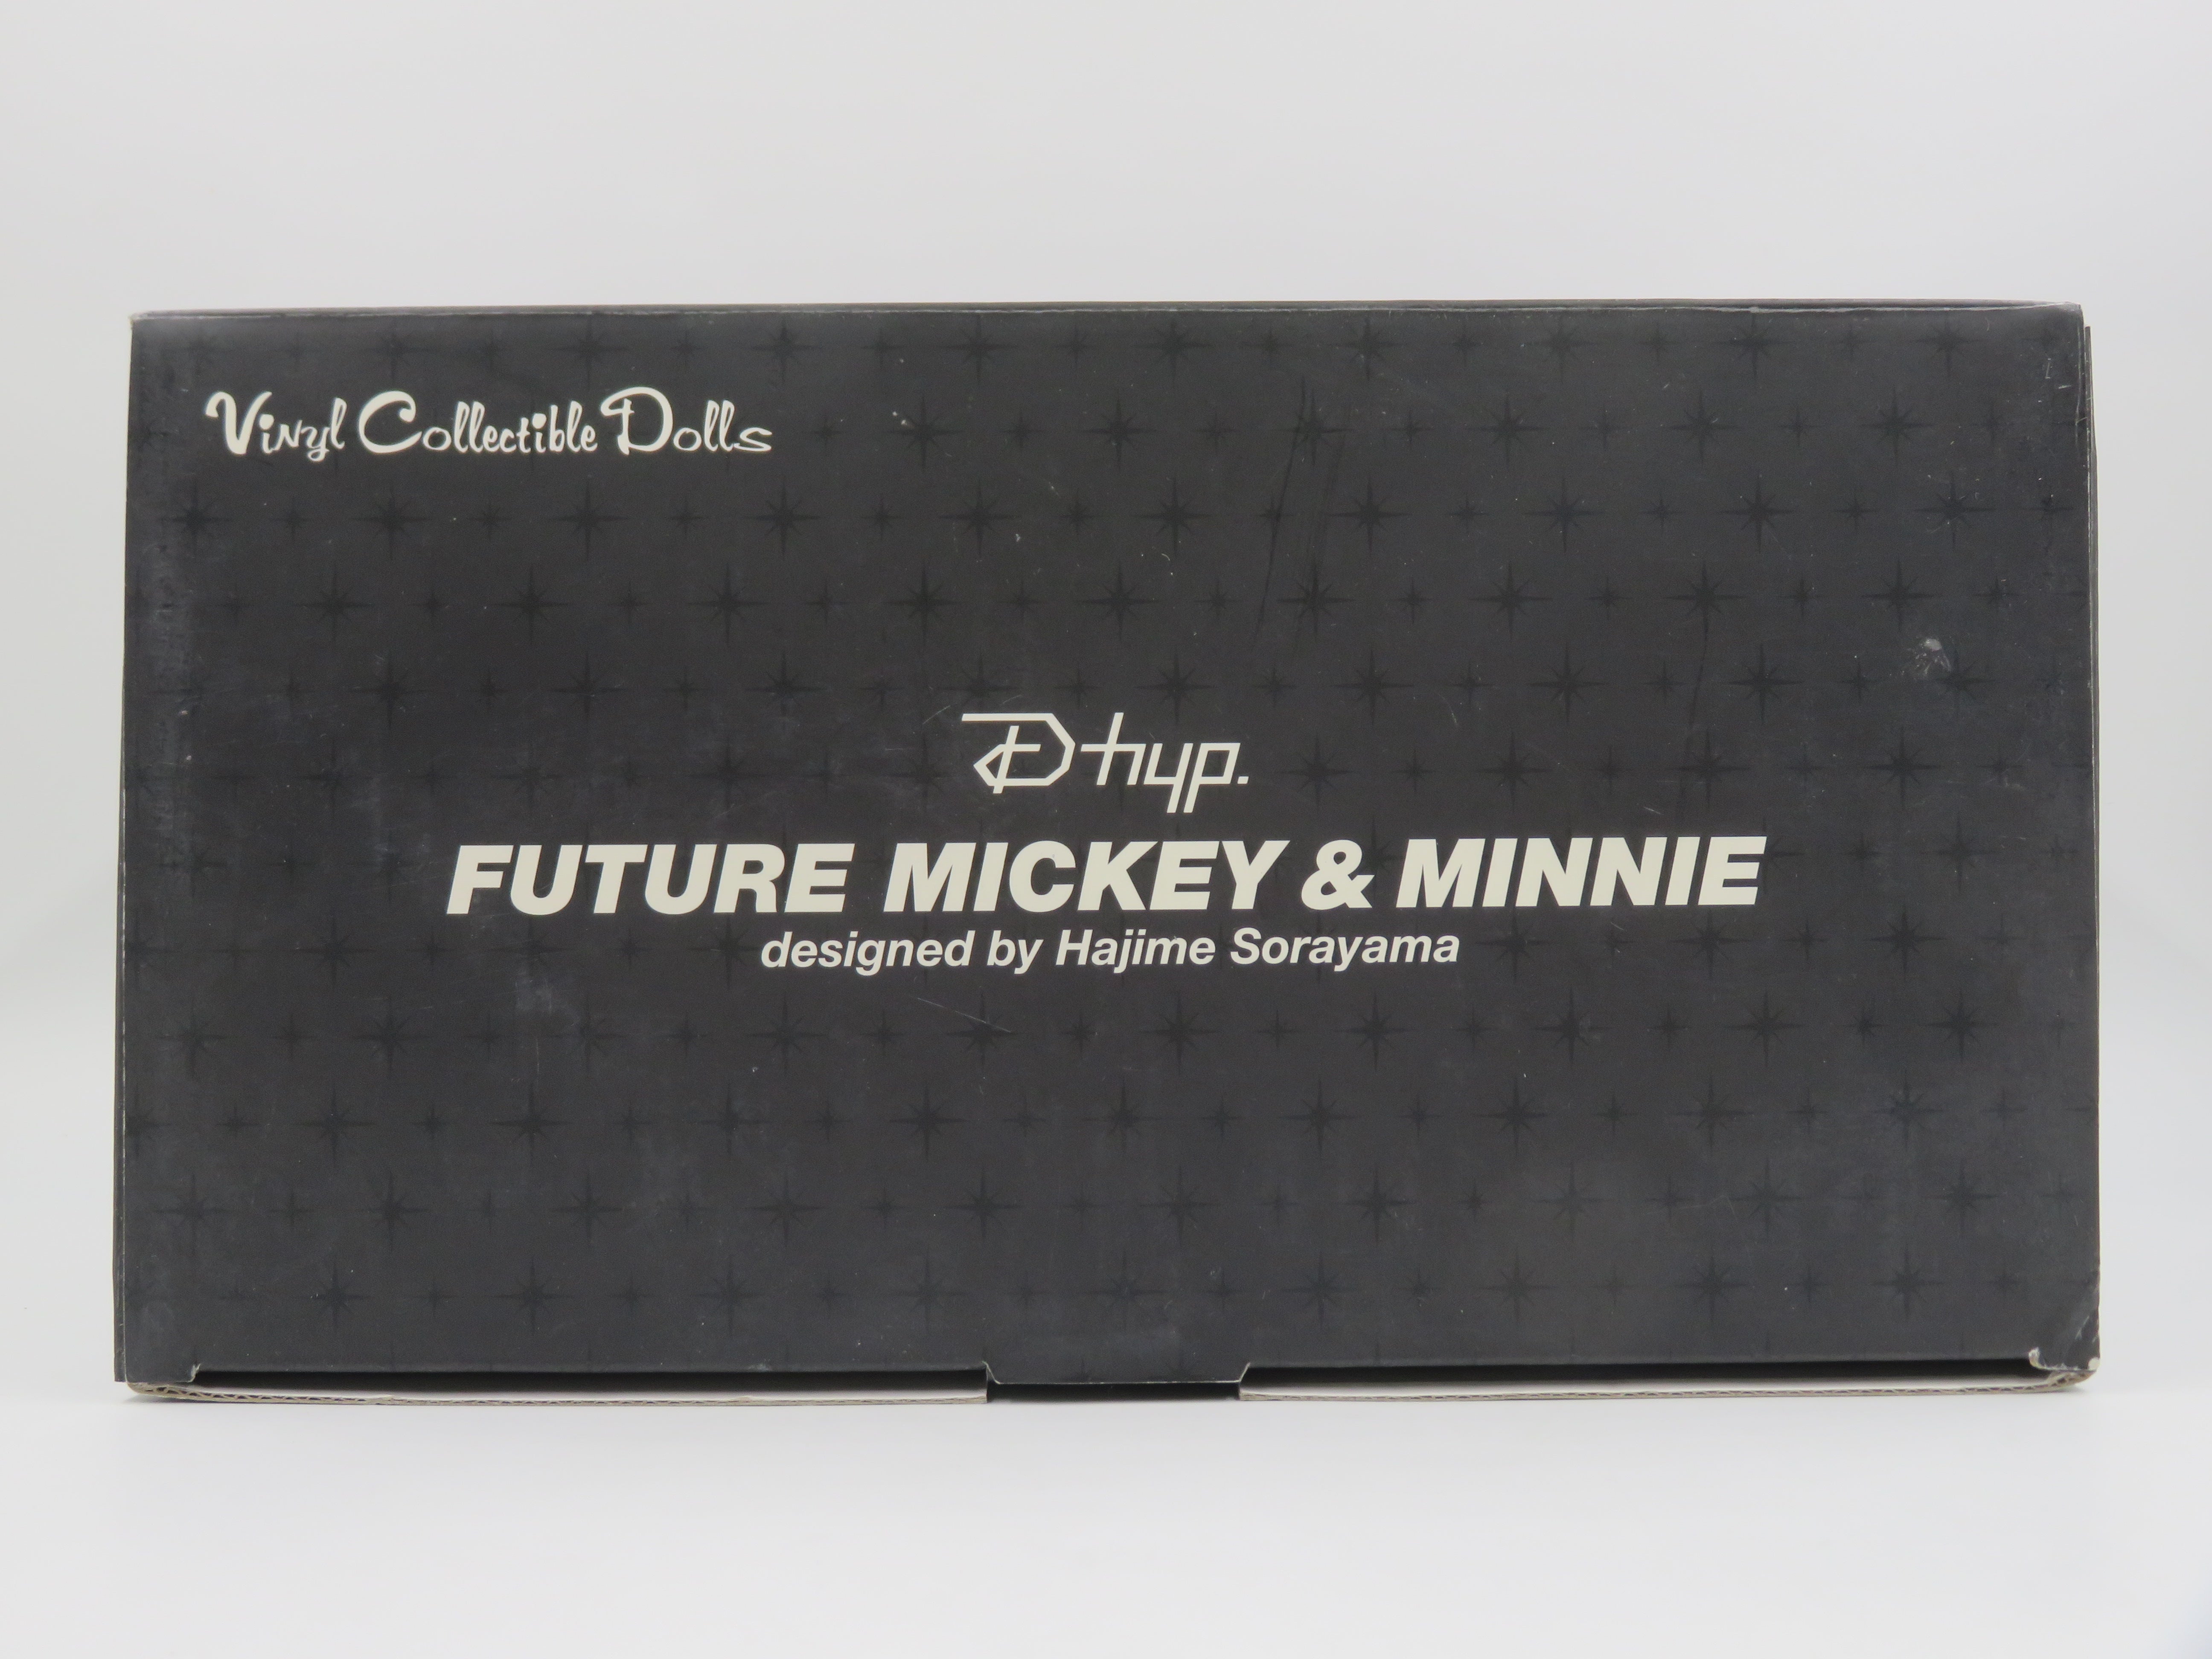 Vinyl Collectible Dolls
D-hyp.
FUTURE MICKEY & MINNIE
designed by Hajime Sorayama